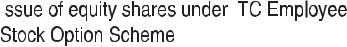 ssue of equity shares under TC Employee
Stock Option Scheme